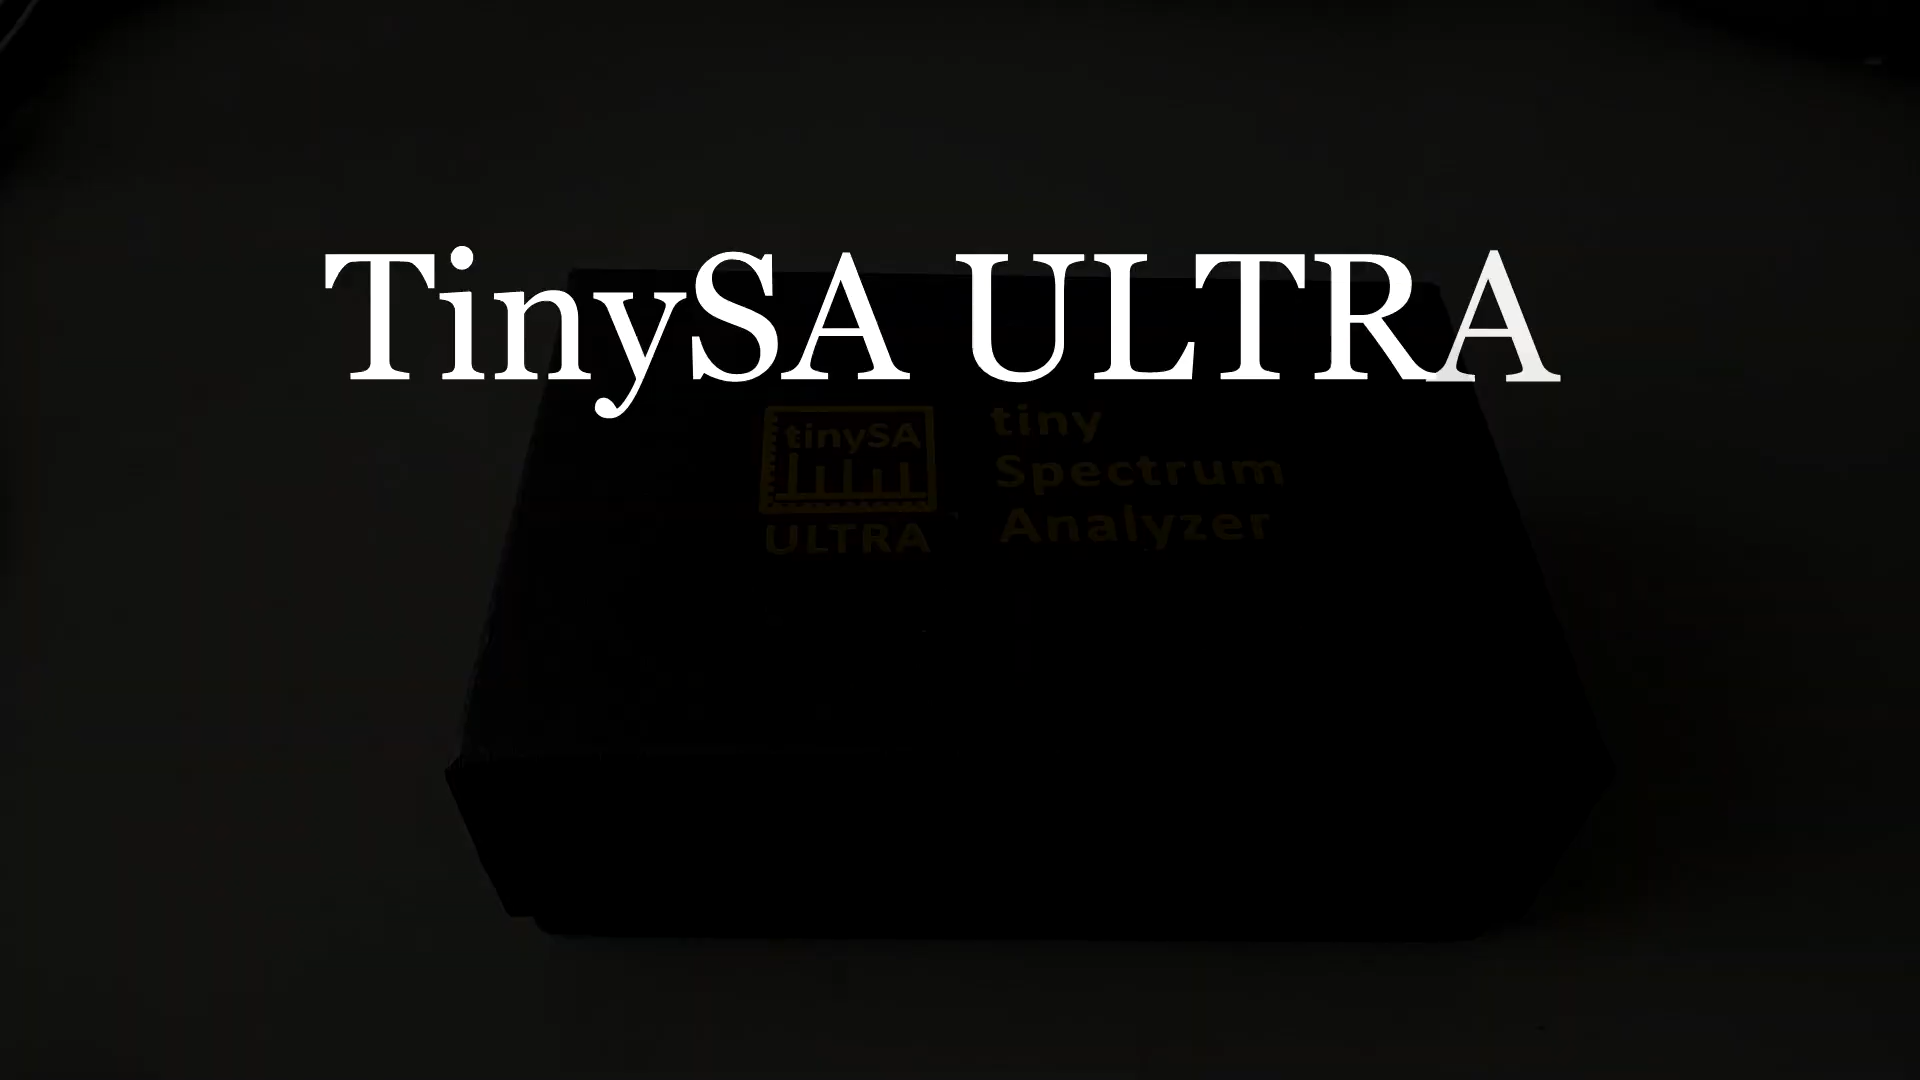 TinySA ULTRA
tinySA
ULTRA
tiny
Spectrum
Analyzer